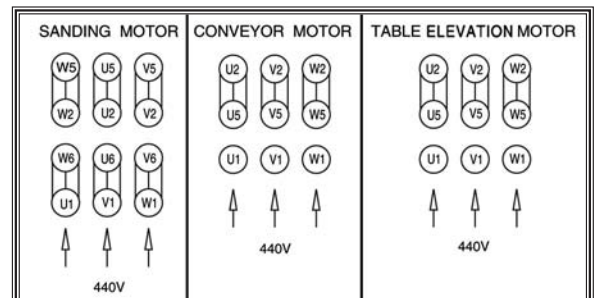 SANDING MOTOR
W5 U5 V5
W2 U2 V2
W6 U6 V6
U1 V1 W1
440V
CONVEYOR MOTOR
U2 V2 W2
U5 V5 W5
U1 V1 W1
440V
TABLE ELEVATION MOTOR
U2 V2 W2
U5 V5 W5
U1 V1 W1
440V